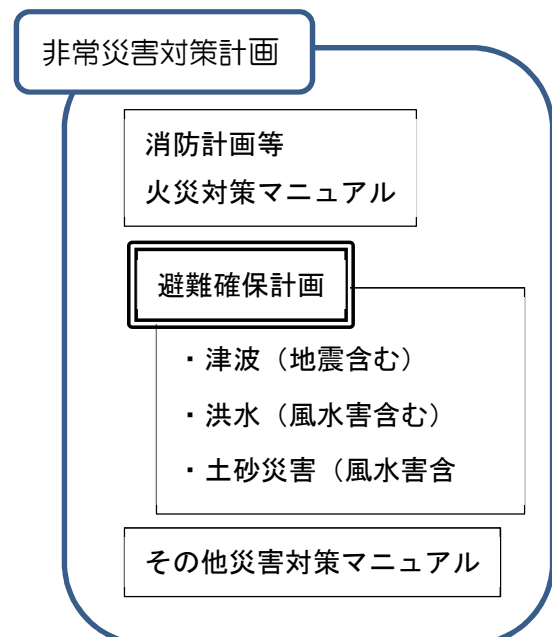 非常災害対策計画
消防計画等
火災対策マニュアル
避難確保計画
・津波（地震含む）
・洪水（風水害含む）
・土砂災害（風水害含
その他災害対策マニュアル